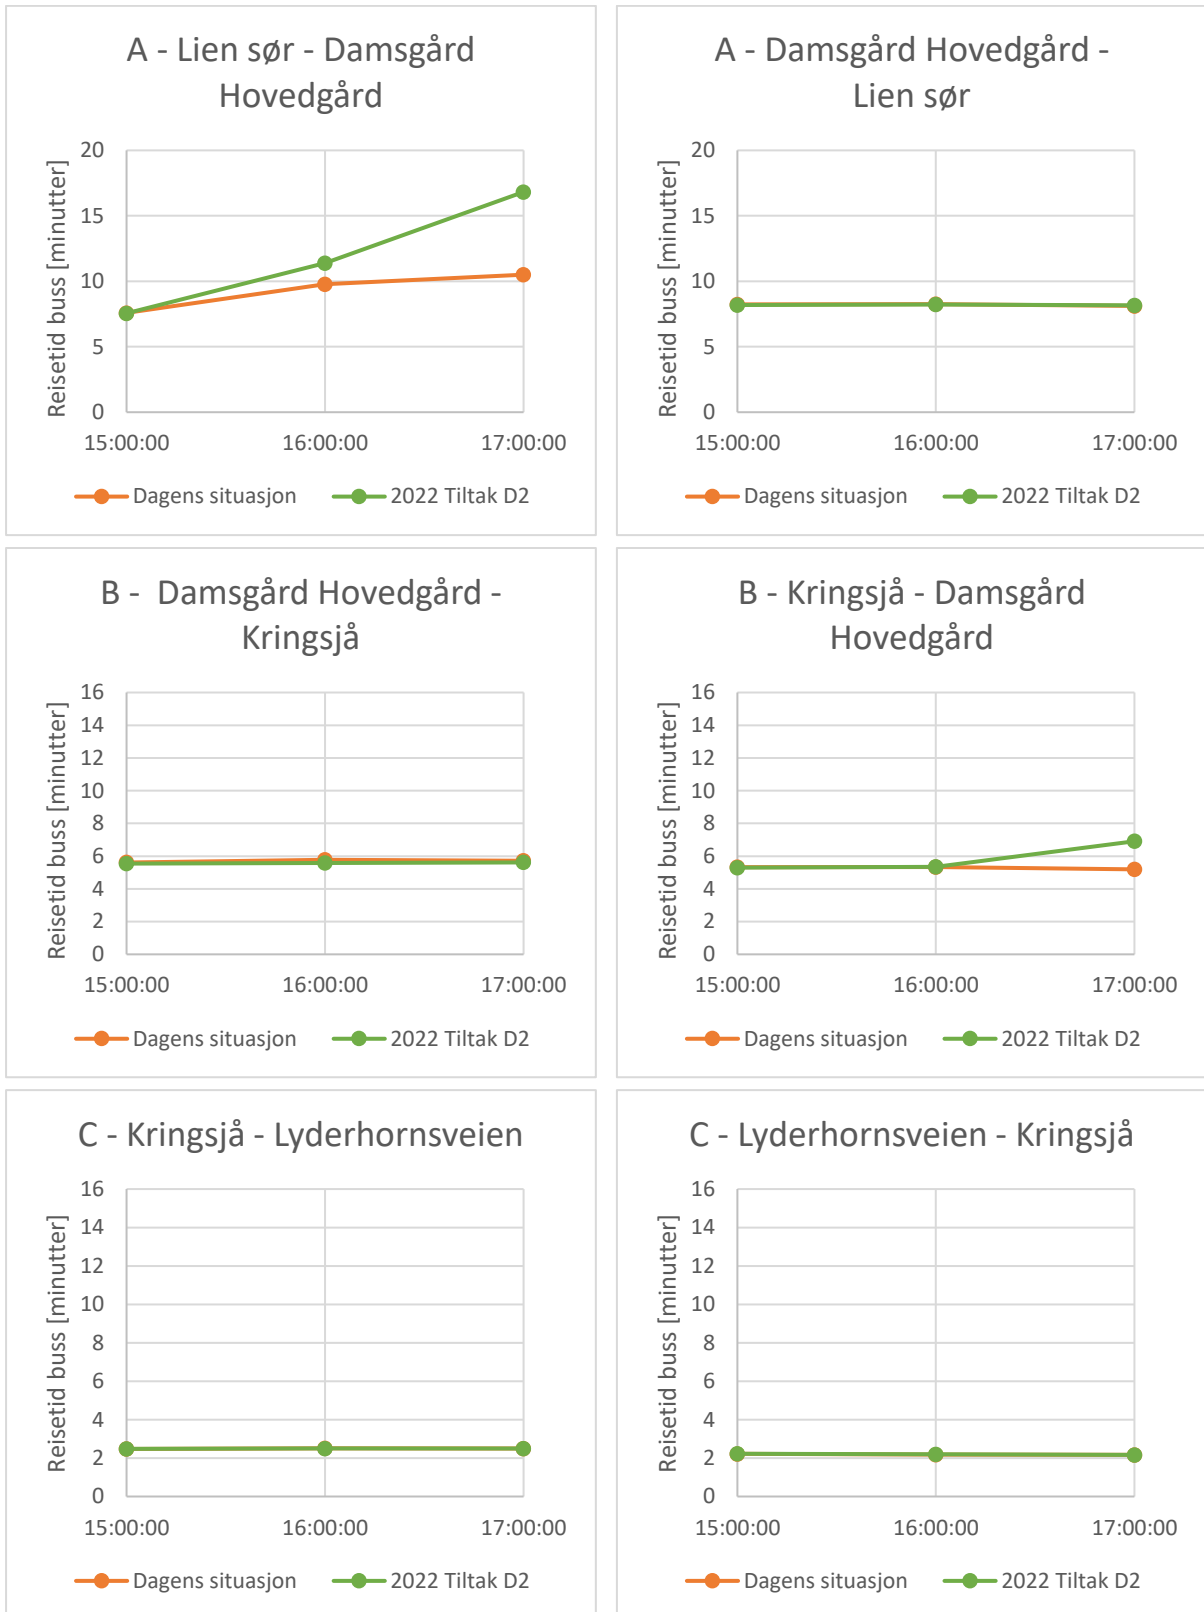 A - Lien sør - Damsgård
Hovedgård
Reisetid buss [minutter]
20
15
10
5
0
15:00:00 16:00:00 17:00:00
Dagens situasjon 2022 Tiltak D2
A - Damsgård Hovedgård -
Lien sør
Reisetid buss [minutter]
20
15
10
5
0
15:00:00 16:00:00 17:00:00
Dagens situasjon 2022 Tiltak D2
B - Damsgård Hovedgård -
Kringsjå
Reisetid buss [minutter]
16
14
12
10
8
6
4
2
0
15:00:00 16:00:00 17:00:00
Dagens situasjon 2022 Tiltak D2
B - Kringsjå - Damsgård
Hovedgård
Reisetid buss [minutter]
16
14
12
10
8
6
4
2
0
15:00:00 16:00:00 17:00:00
Dagens situasjon 2022 Tiltak D2
C - Kringsjå - Lyderhornsveien
Reisetid buss [minutter]
16
14
12
10
8
6
4
2
0
15:00:00 16:00:00 17:00:00
Dagens situasjon 2022 Tiltak D2
C - Lyderhornsveien - Kringsjå
Reisetid buss [minutter]
16
14
12
10
8
6
4
2
0
15:00:00 16:00:00 17:00:00
Dagens situasjon 2022 Tiltak D2